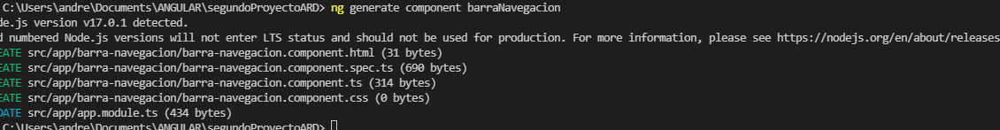 C:\Users\andre\Documents\ANGULAR\segundoProyectoARD> ng generate component barraNavegacion
de.js version v17.0.1 detected.
d numbered Node.js versions will not enter LTS status and should not be used for production. For more information, please see https://nodejs.org/en/about/releases
EATE src/app/barra-navegacion/barra-navegacion.component.html (31 bytes)
EATE src/app/barra-navegacion/barra-navegacion.component.spec.ts (690 bytes)
EATE src/app/barra-navegacion/barra-navegacion.component.ts (314 bytes)
EATE src/app/barra-navegacion/barra-navegacion.component.css (0 bytes)
DATE src/app/app.module.ts (434 bytes)
C:\Users\andre\Documents\ANGULAR\segundoProyectoARD>